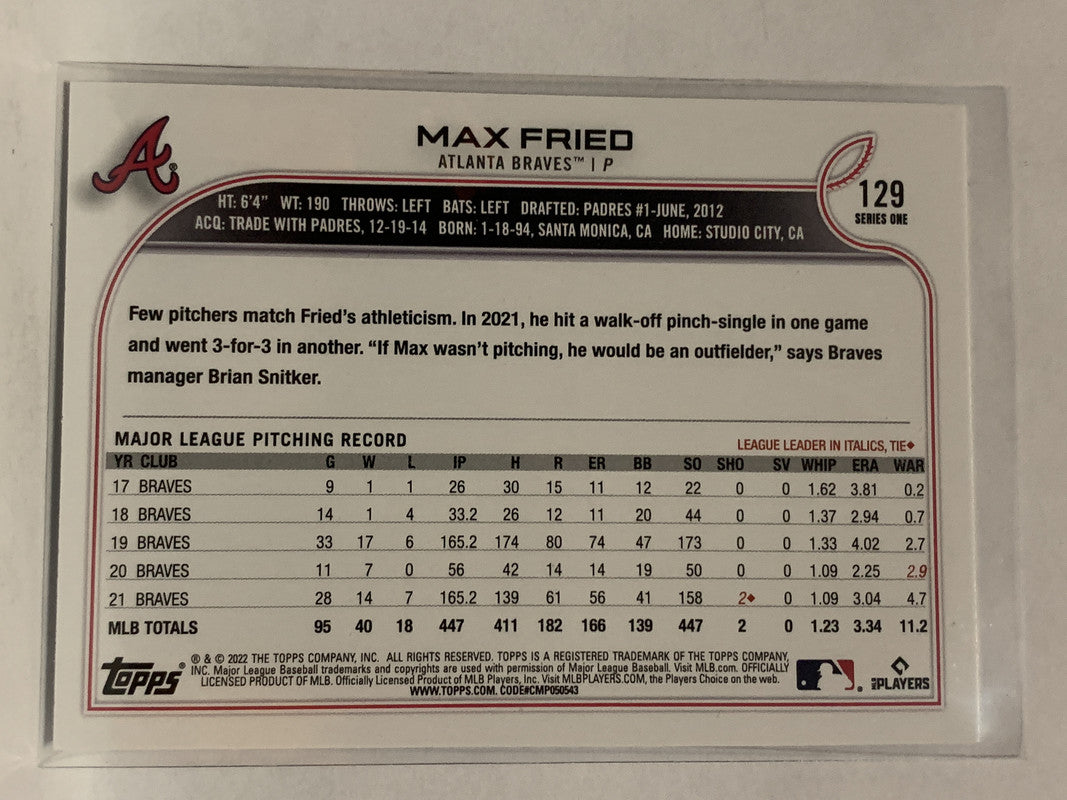 A®
MAX FRIED
ATLANTA BRAVES™ | P
129
SERIES ONE
HT: 6'4" WT: 190 THROWS: LEFT BATS: LEFT DRAFTED: PADRES #1-JUNE, 2012
ACQ: TRADE WITH PADRES, 12-19-14 BORN: 1-18-94, SANTA MONICA, CA HOME: STUDIO CITY, CA
Few pitchers match Fried's athleticism. In 2021, he hit a walk-off pinch-single in one game
and went 3-for-3 in another. “If Max wasn't pitching, he would be an outfielder,” says Braves
manager Brian Snitker.
MAJOR LEAGUE PITCHING RECORD
LEAGUE LEADER IN ITALICS, TIE◆
YR CLUB G W L IP H R ER BB SO SHO SV WHIP ERA WAR
17 BRAVES 9 1 1 26 30 15 11 12 22 0 0 1.62 3.81 0.2
18 BRAVES 14 1 4 33.2 26 12 11 20 44 0 0 1.37 2.94 0.7
19 BRAVES 33 17 6 165.2 174 80 74 47 173 0 0 1.33 4.02 2.7
20 BRAVES 11 7 0 56 42 14 14 19 50 0 0 1.09 2.25 2.9
21 BRAVES 28 14 7 165.2 139 61 56 41 158 2◆ 0 1.09 3.04 4.7
MLB TOTALS 95 40 18 447 411 182 166 139 447 2 0 1.23 3.34 11.2
Topps®
® & © 2022 THE TOPPS COMPANY, INC. ALL RIGHTS RESERVED. TOPPS IS A REGISTERED TRADEMARK OF THE TOPPS COMPANY,
INC. Major League Baseball trademarks and copyrights are used with permission of Major League Baseball. Visit MLB.com. OFFICIALLY
LICENSED PRODUCT OF MLB. Officially Licensed Product of MLB Players, Inc. Visit MLBPLAYERS.COM, the Players Choice on the web.
WWW.TOPPS.COM. CODE#CMP050543
MLB PLAYERS